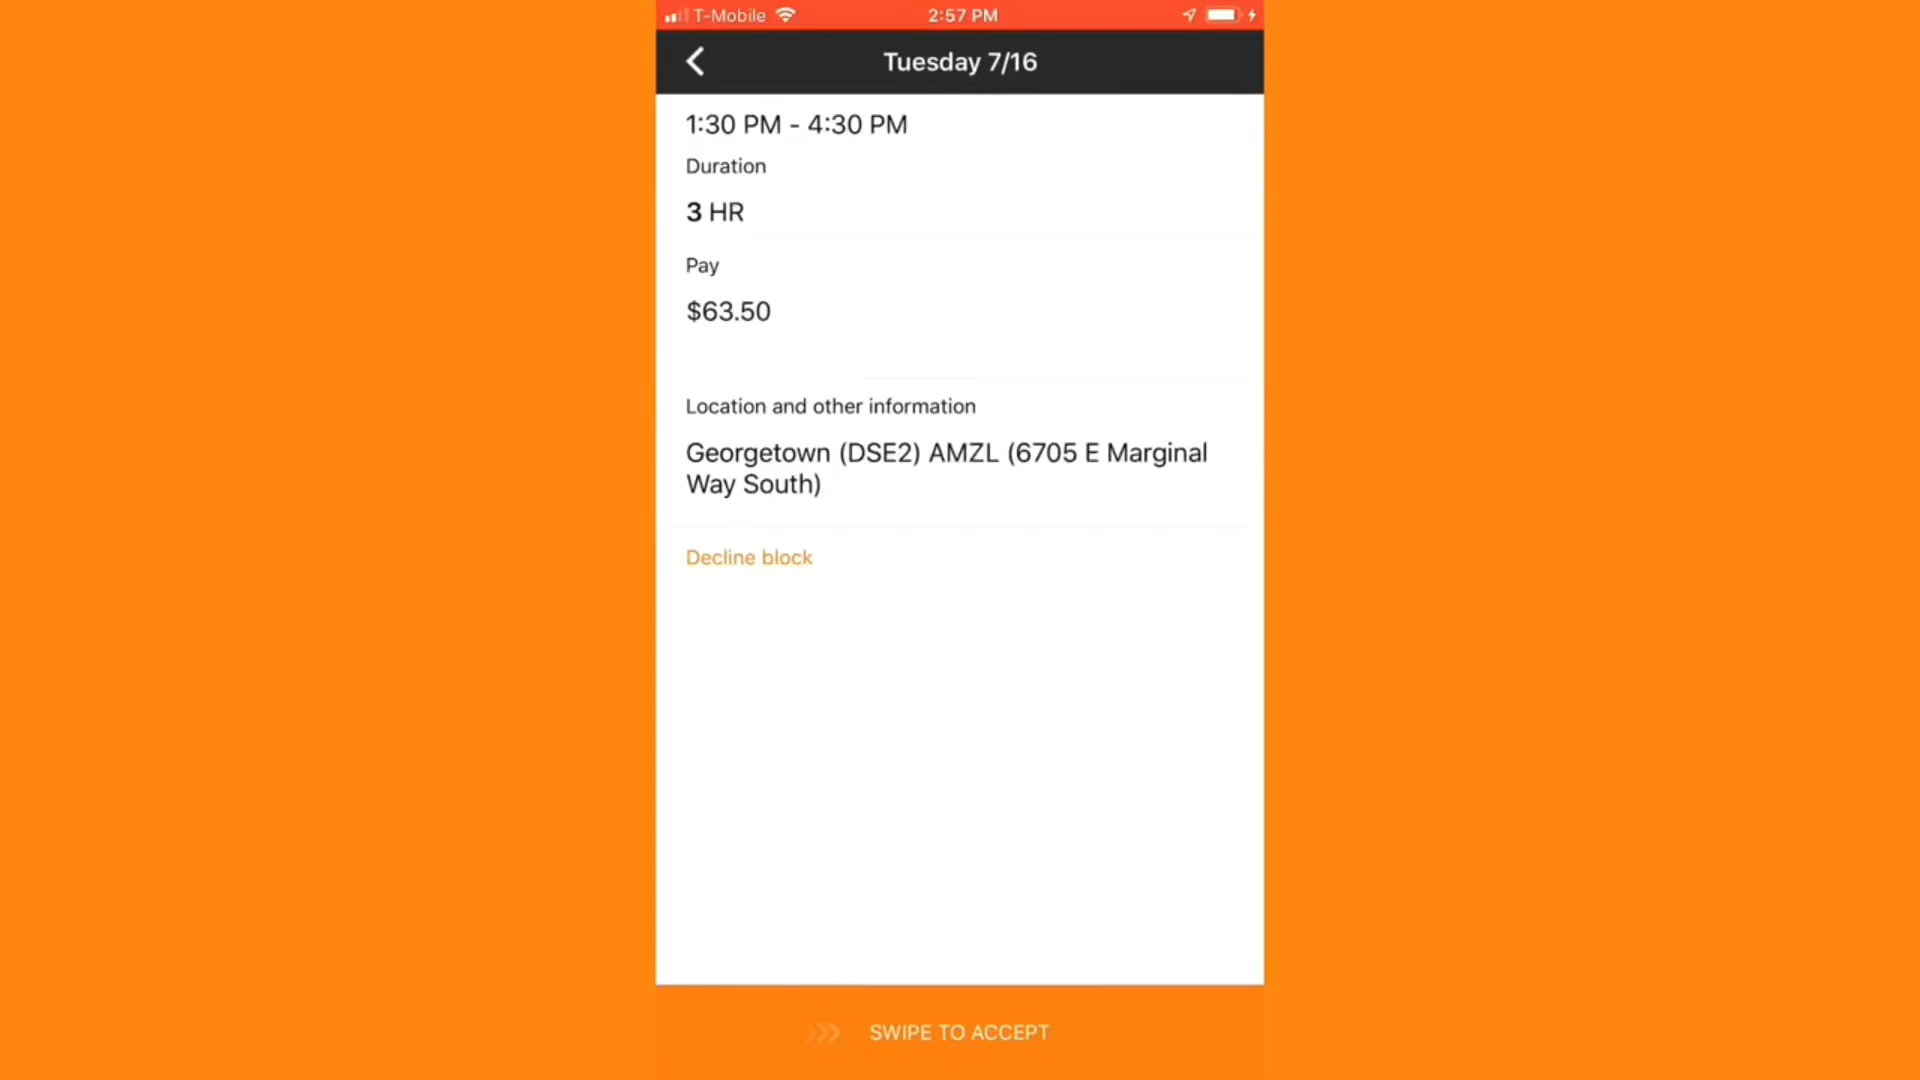 T-Mobile 2:57 PM
Tuesday 7/16
1:30 PM - 4:30 PM
Duration
3 HR
Pay
$63.50
Location and other information
Georgetown (DSE2) AMZL (6705 E Marginal
Way South)
Decline block
SWIPE TO ACCEPT